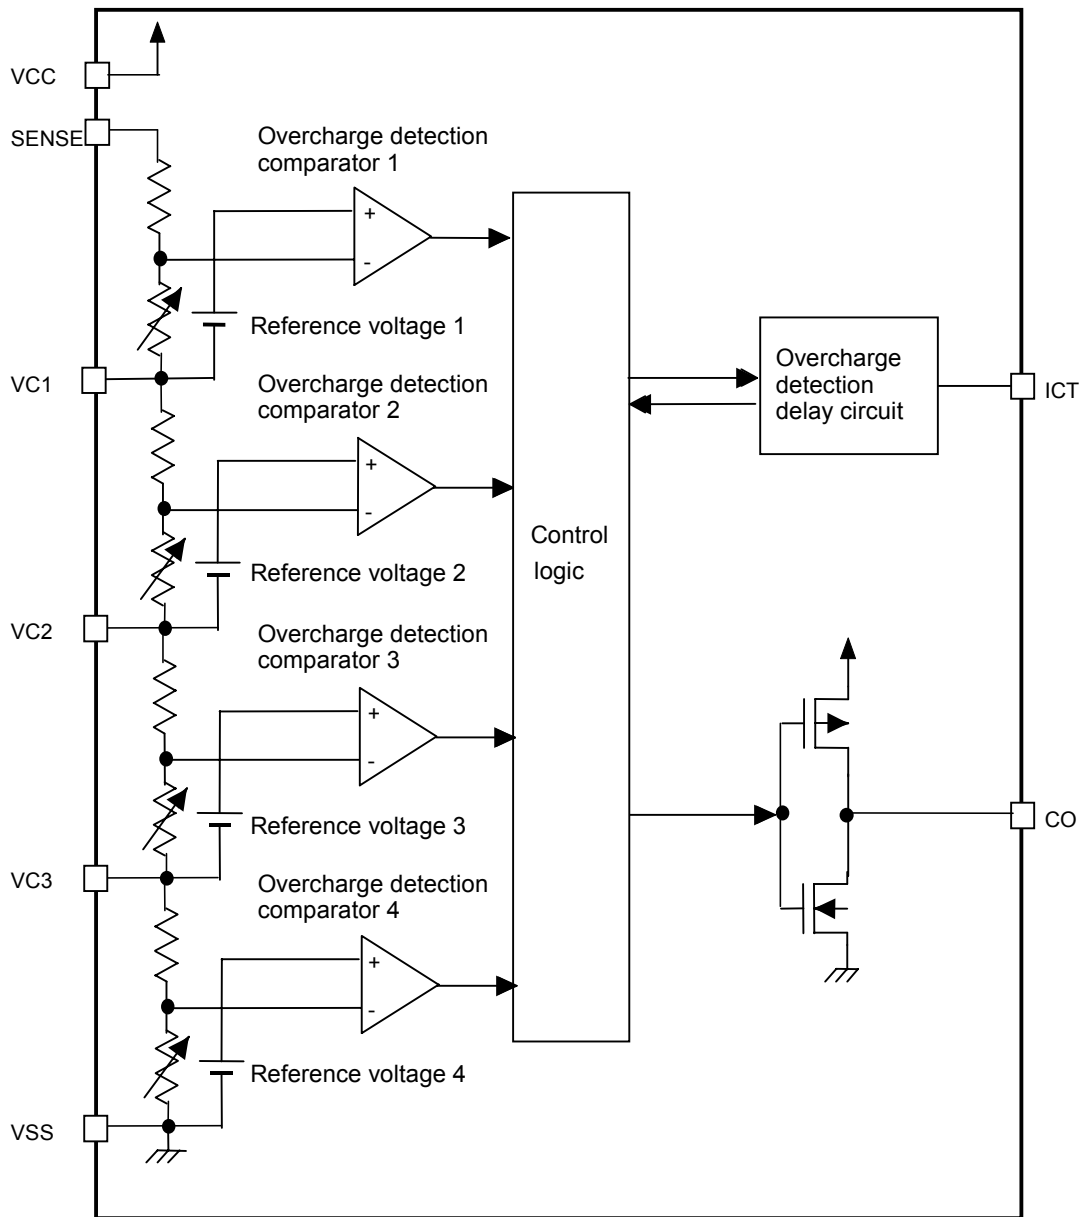 VCC
SENSE
Overcharge detection
comparator 1
+
-
Reference voltage 1
VC1
Overcharge detection
comparator 2
+
-
Reference voltage 2
VC2
Overcharge detection
comparator 3
+
-
Reference voltage 3
VC3
Overcharge detection
comparator 4
+
-
Reference voltage 4
VSS
Control
logic
Overcharge
detection
delay circuit
ICT
CO